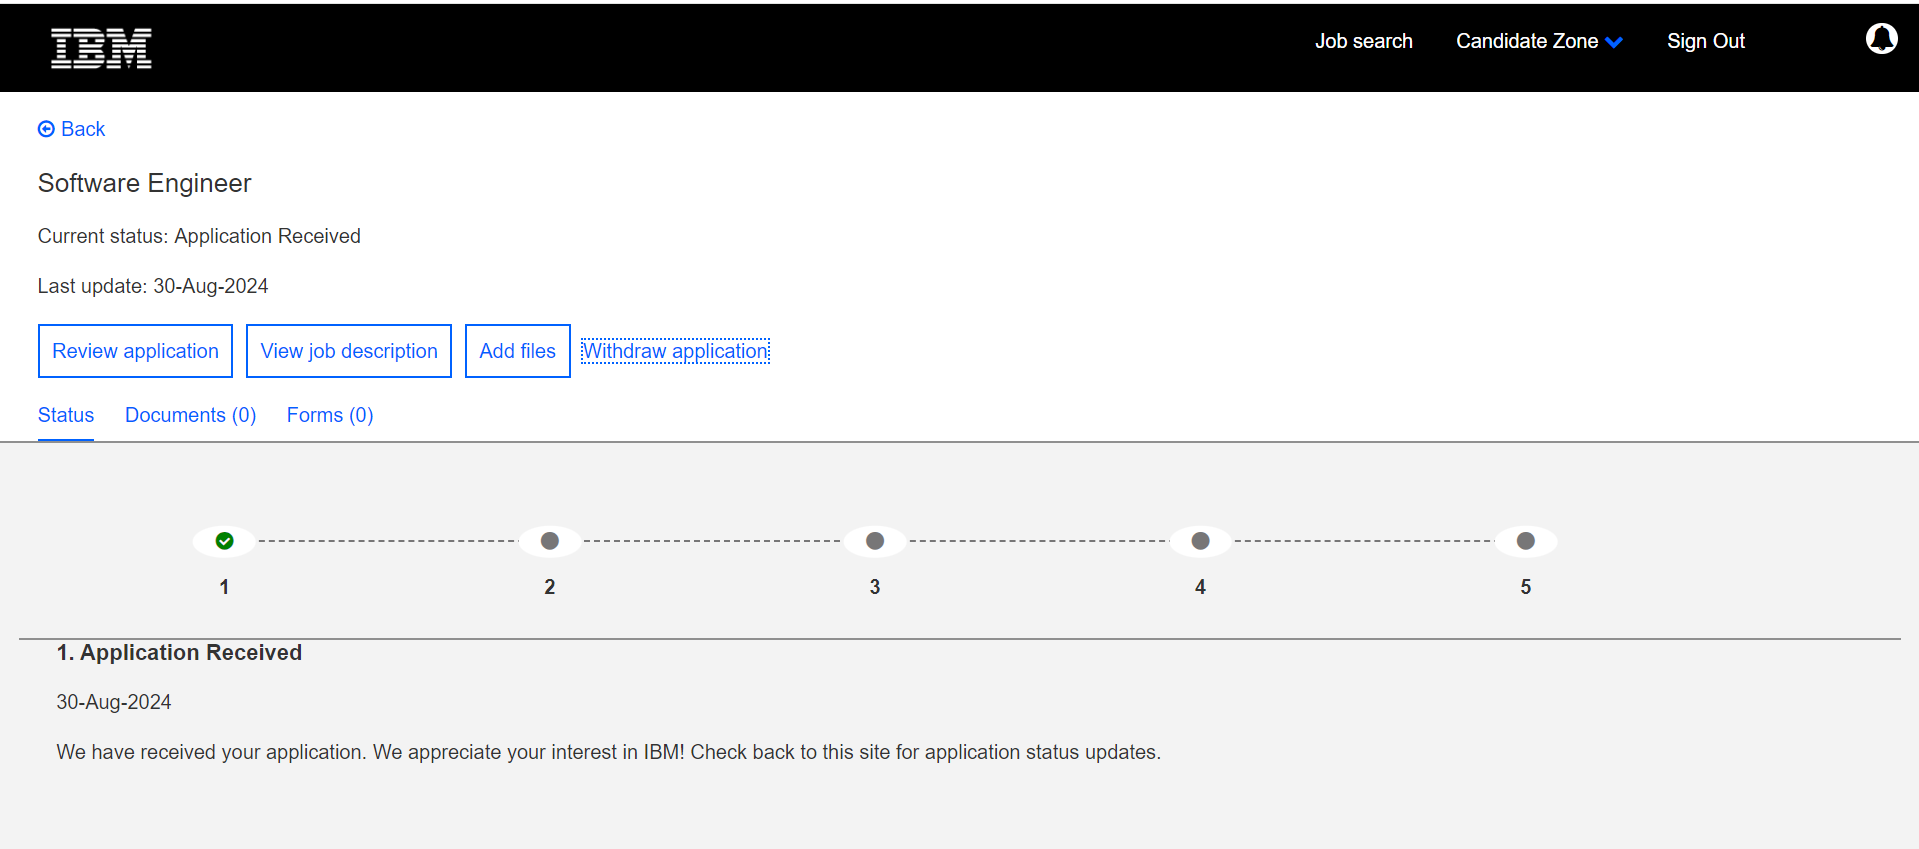 IBM
Job search Candidate Zone Sign Out
Back
Software Engineer
Current status: Application Received
Last update: 30-Aug-2024
Review application View job description Add files Withdraw application
Status Documents (0) Forms (0)
1 2 3 4 5
1. Application Received
30-Aug-2024
We have received your application. We appreciate your interest in IBM! Check back to this site for application status updates.